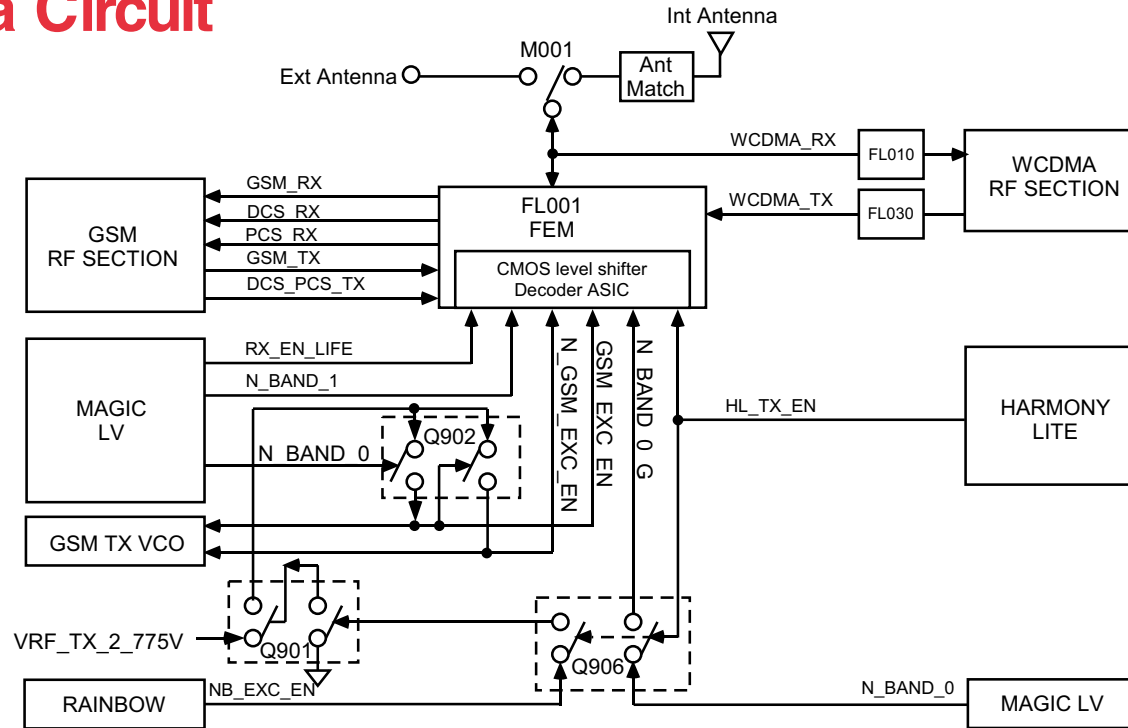 a Circuit
Int Antenna
M001
Ext Antenna
Ant
Match
WCDMA_RX
FL010
WCDMA
RF SECTION
WCDMA_TX
FL030
GSM
RF SECTION
GSM_RX
DCS_RX
PCS_RX
GSM_TX
DCS_PCS_TX
FL001
FEM
CMOS level shifter
Decoder ASIC
MAGIC
LV
RX_EN_LIFE
N_BAND_1
N_BAND_0
Q902
N_GSM_EXC_EN
GSM_EXC_EN
N_BAND_0_G
HL_TX_EN
HARMONY
LITE
GSM TX VCO
VRF_TX_2_775V
Q901
Q906
RAINBOW
NB_EXC_EN
N_BAND_0
MAGIC LV